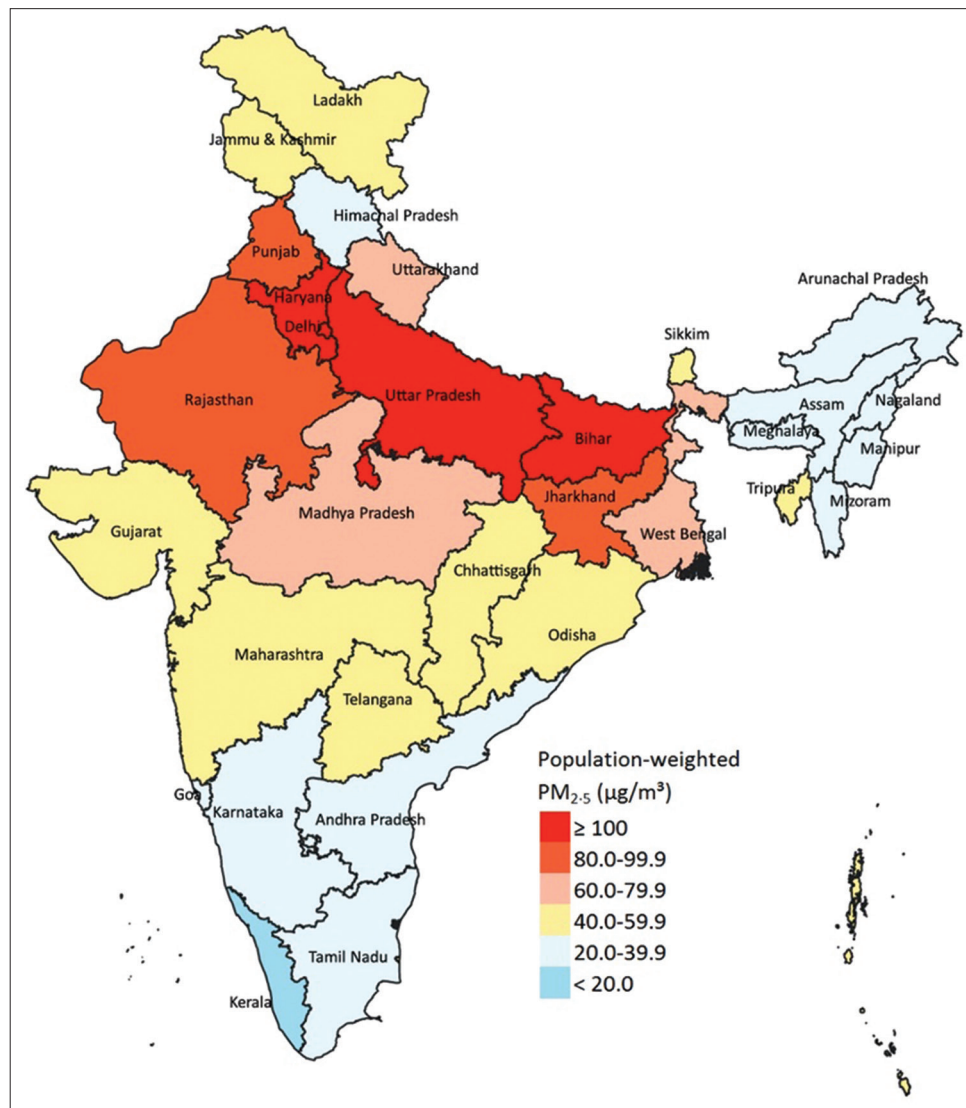 Ladakh
Jammu & Kashmir
Himachal Pradesh
Punjab
Uttarakhand
Haryana
Delhi
Arunachal Pradesh
Sikkim
Rajasthan
Uttar Pradesh
Assam
Nagaland
Bihar
Meghalaya
Manipur
Tripura
Mizoram
Jharkhand
Madhya Pradesh
West Bengal
Gujarat
Chhattisgarh
Odisha
Maharashtra
Telangana
Goa
Karnataka
Andhra Pradesh
Tamil Nadu
Kerala
Population-weighted
PM₂.₅ (µg/m³)
≥ 100
80.0-99.9
60.0-79.9
40.0-59.9
20.0-39.9
< 20.0